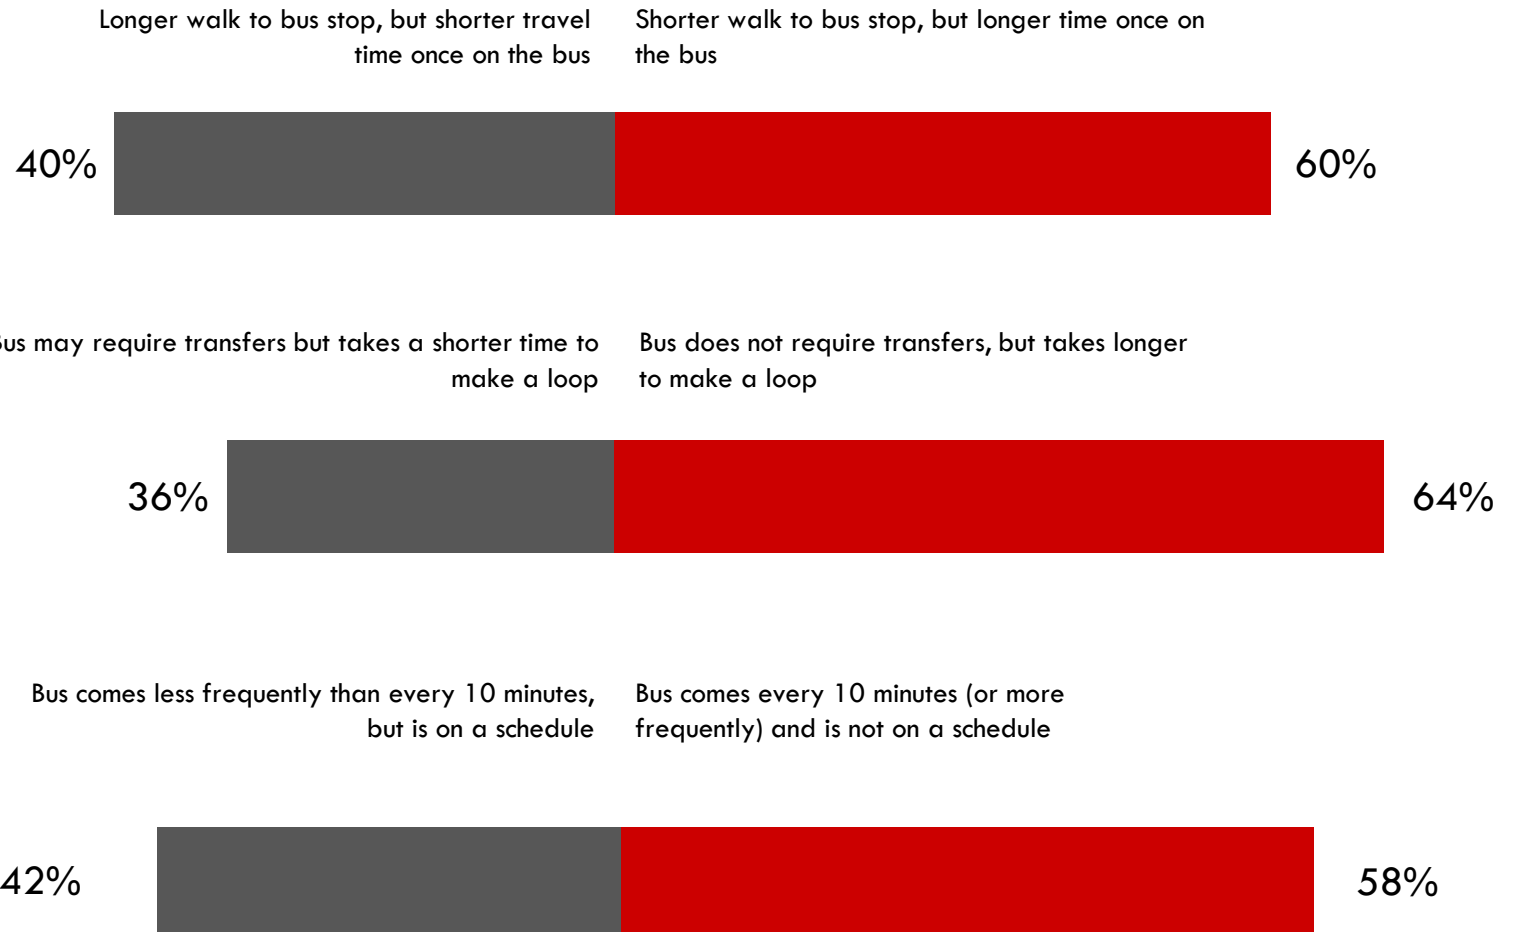 Longer walk to bus stop, but shorter travel
time once on the bus
Shorter walk to bus stop, but longer time once on
the bus
40%
60%
may require transfers but takes a shorter time to
make a loop
Bus does not require transfers, but takes longer
to make a loop
36%
64%
Bus comes less frequently than every 10 minutes,
but is on a schedule
Bus comes every 10 minutes (or more
frequently) and is not on a schedule
42%
58%